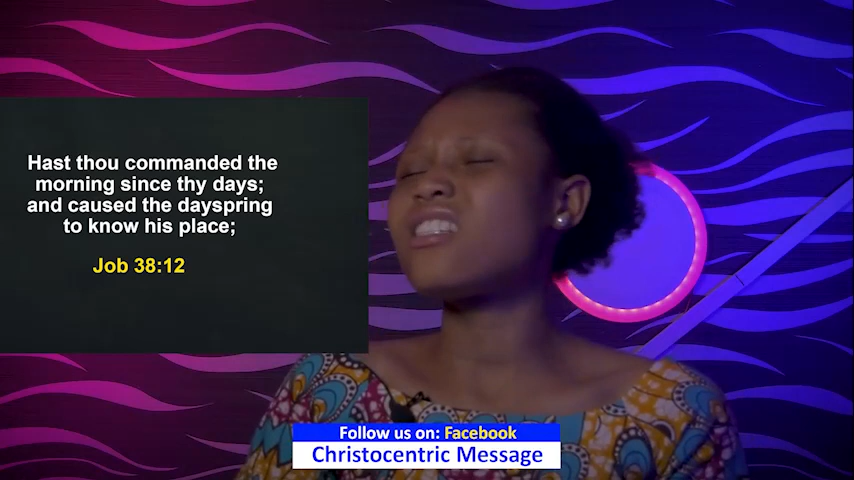 Hast thou commanded the
morning since thy days;
and caused the dayspring
to know his place;
Job 38:12
Follow us on: Facebook
Christocentric Message